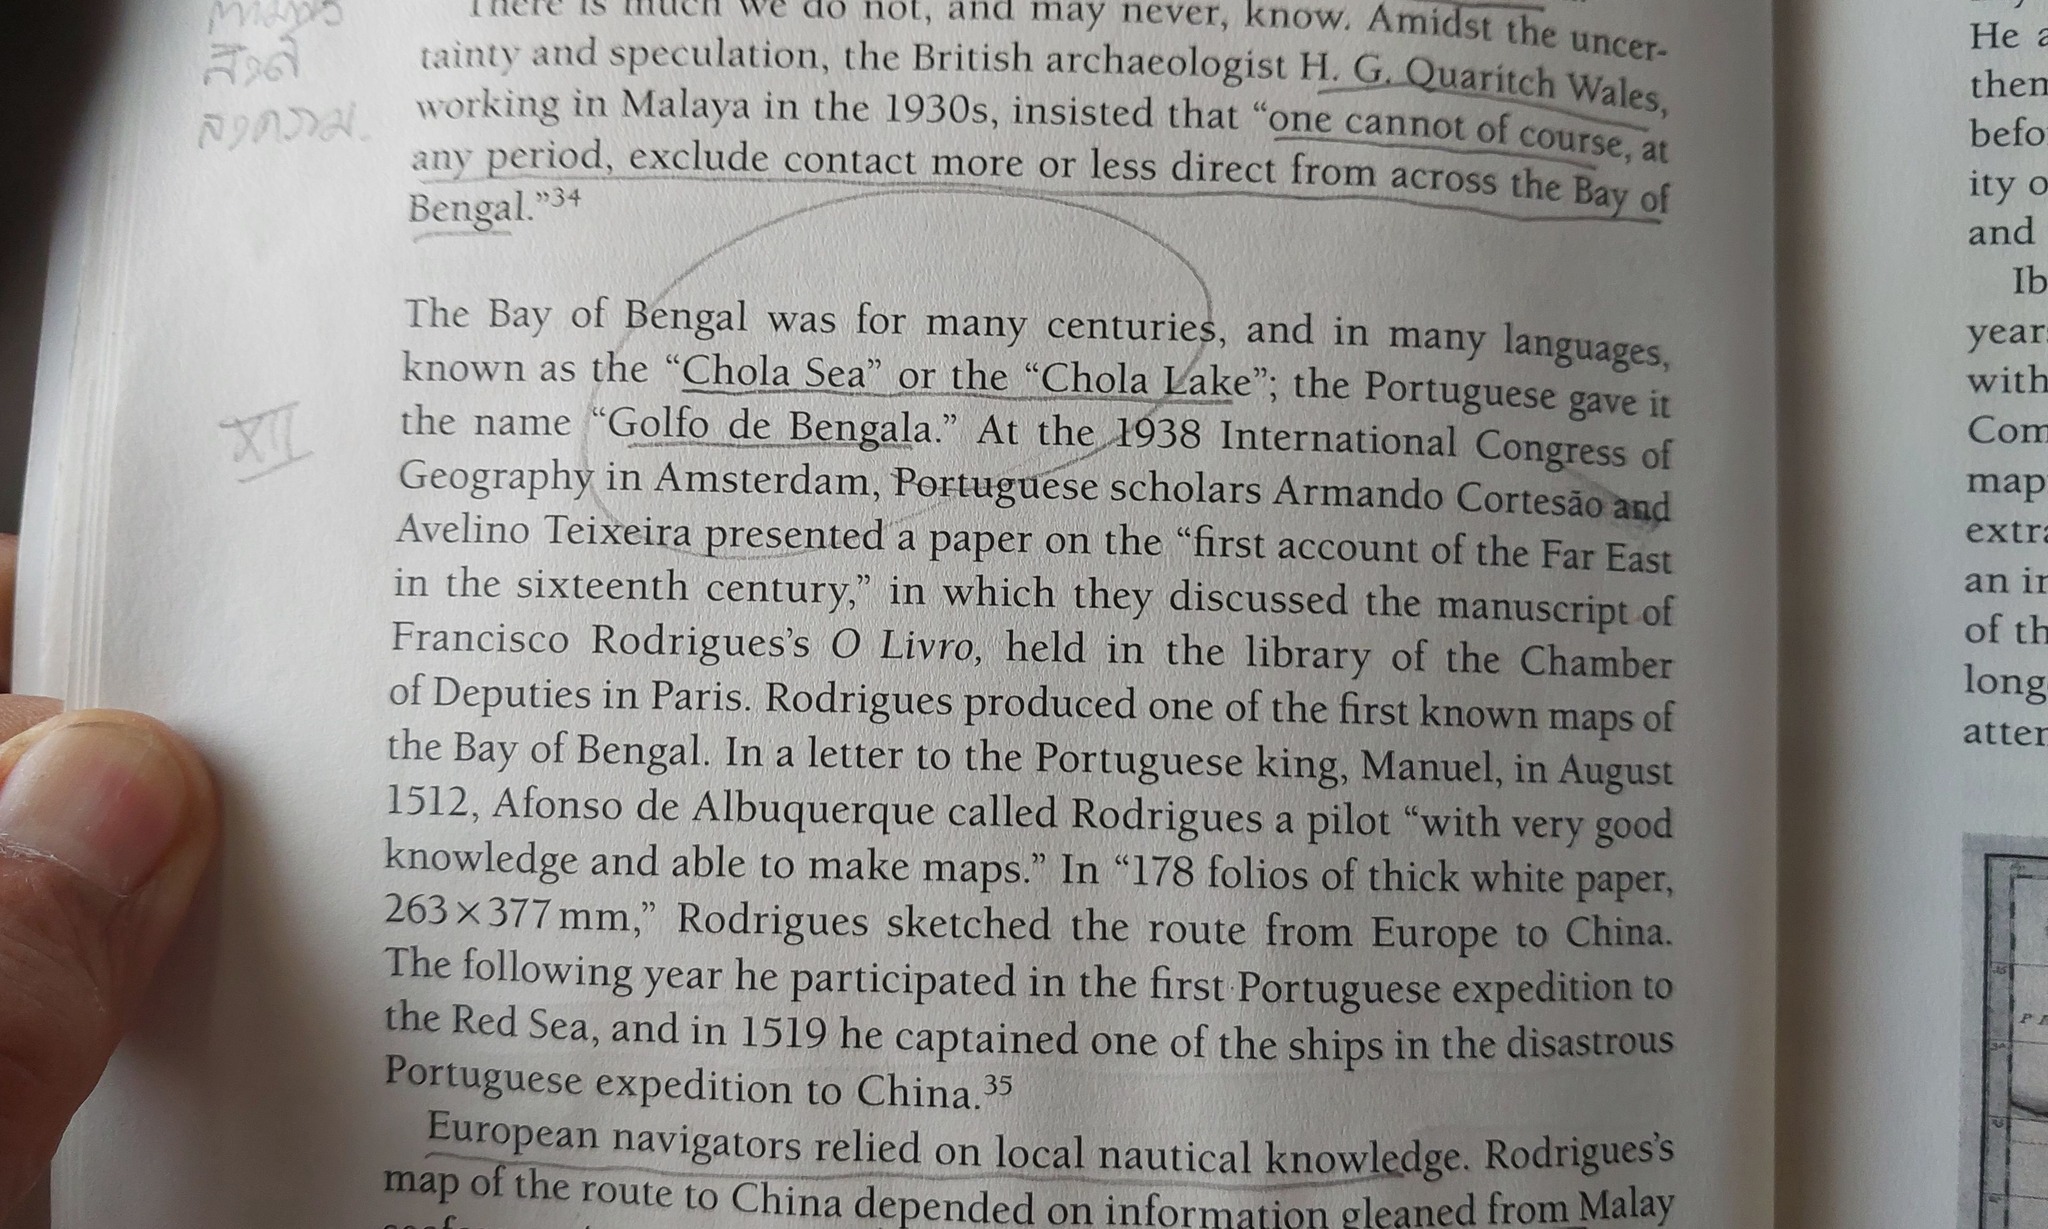 There is much we do not, and may never, know. Amidst the uncer-
tainty and speculation, the British archaeologist H. G. Quaritch Wales,
working in Malaya in the 1930s, insisted that “one cannot of course, at
any period, exclude contact more or less direct from across the Bay of
Bengal.”34
The Bay of Bengal was for many centuries, and in many languages,
known as the “Chola Sea” or the “Chola Lake”; the Portuguese gave it
the name “Golfo de Bengala.” At the 1938 International Congress of
Geography in Amsterdam, Portuguese scholars Armando Cortesão and
Avelino Teixeira presented a paper on the “first account of the Far East
in the sixteenth century,” in which they discussed the manuscript of
Francisco Rodrigues’s O Livro, held in the library of the Chamber
of Deputies in Paris. Rodrigues produced one of the first known maps of
the Bay of Bengal. In a letter to the Portuguese king, Manuel, in August
1512, Afonso de Albuquerque called Rodrigues a pilot “with very good
knowledge and able to make maps.” In “178 folios of thick white paper,
263 × 377 mm,” Rodrigues sketched the route from Europe to China.
The following year he participated in the first Portuguese expedition to
the Red Sea, and in 1519 he captained one of the ships in the disastrous
Portuguese expedition to China.35
European navigators relied on local nautical knowledge. Rodrigues’s
map of the route to China depended on information gleaned from Malay
XII
He
them
befo
ity o
and
Ib
years
with
Com
map
extra
an in
of th
long
atten